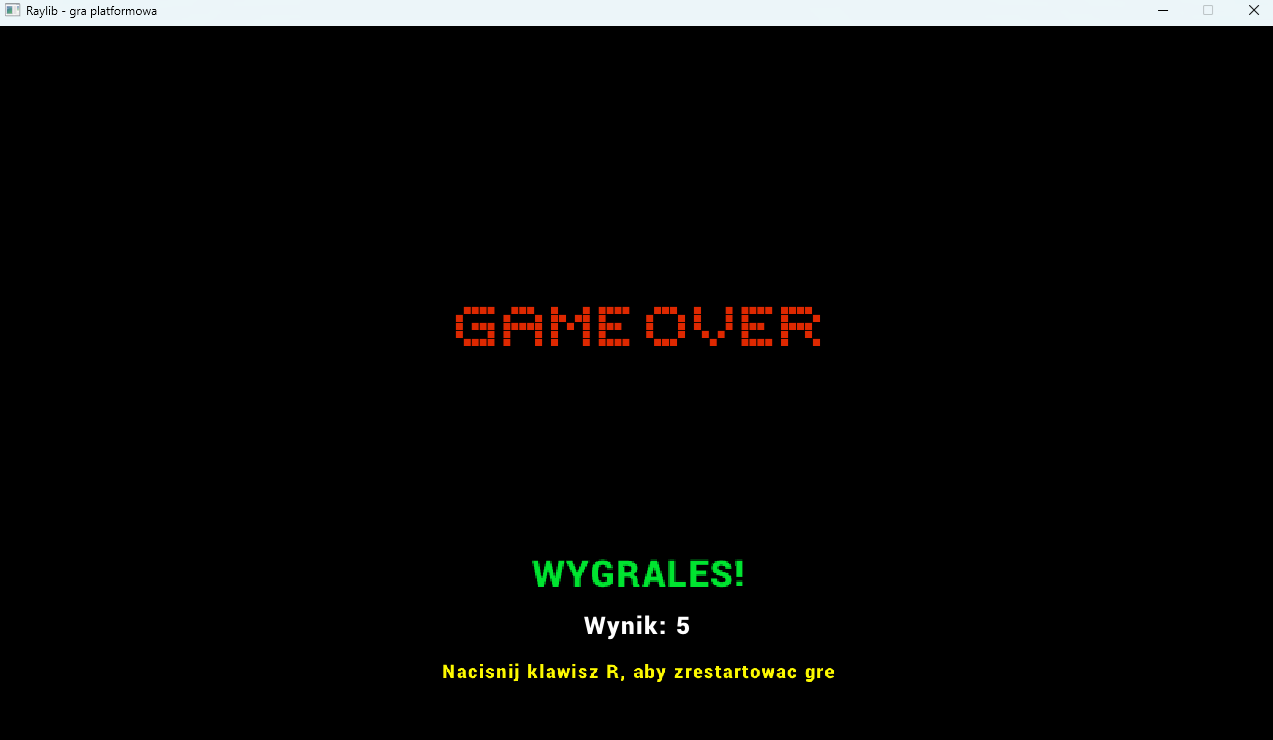 Raylib - gra platformowa
GAME OVER
WYGRALES!
Wynik: 5
Nacisnij klawisz R, aby zrestartowac gre